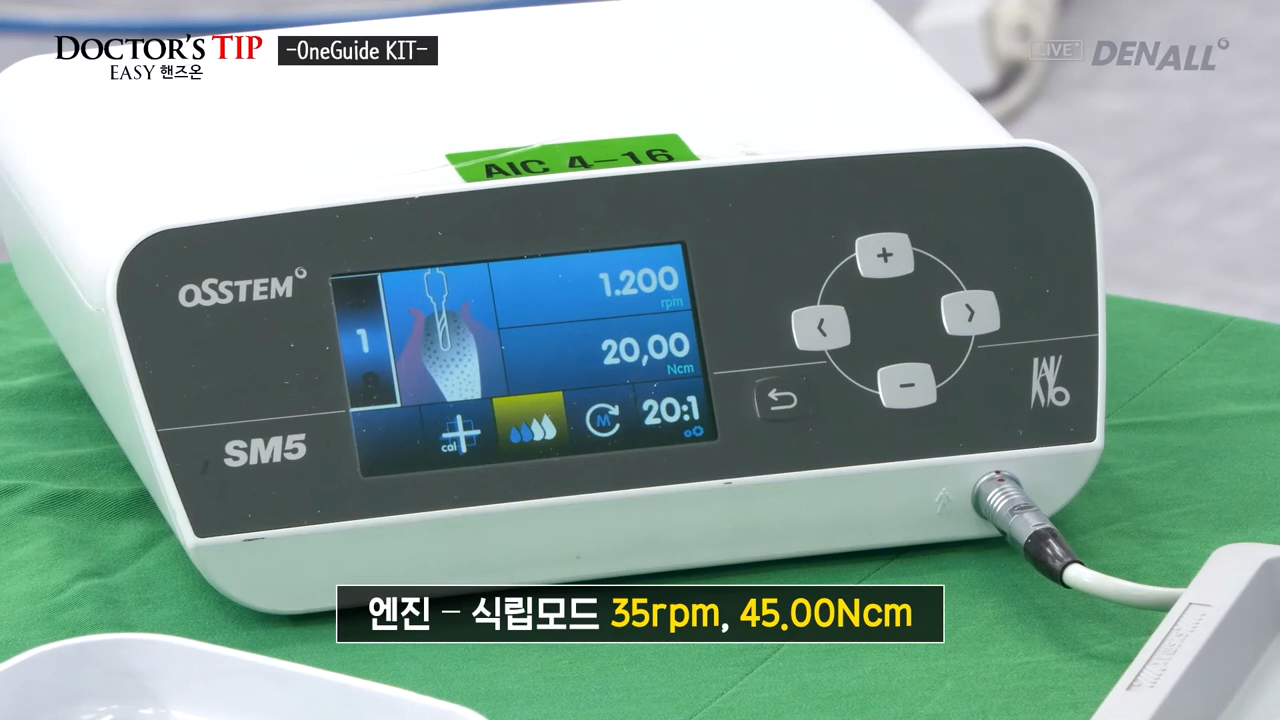 DOCTOR'S TIP
EASY 핸즈온
-OneGuide KIT-
LIVE
DENALL
AIC 4-16
OSSTEM
SM5
1
1.200
rpm
20,00
Ncm
cal
M
20:1
+
‹
›
-
엔진 - 식립모드 35rpm, 45.00Ncm